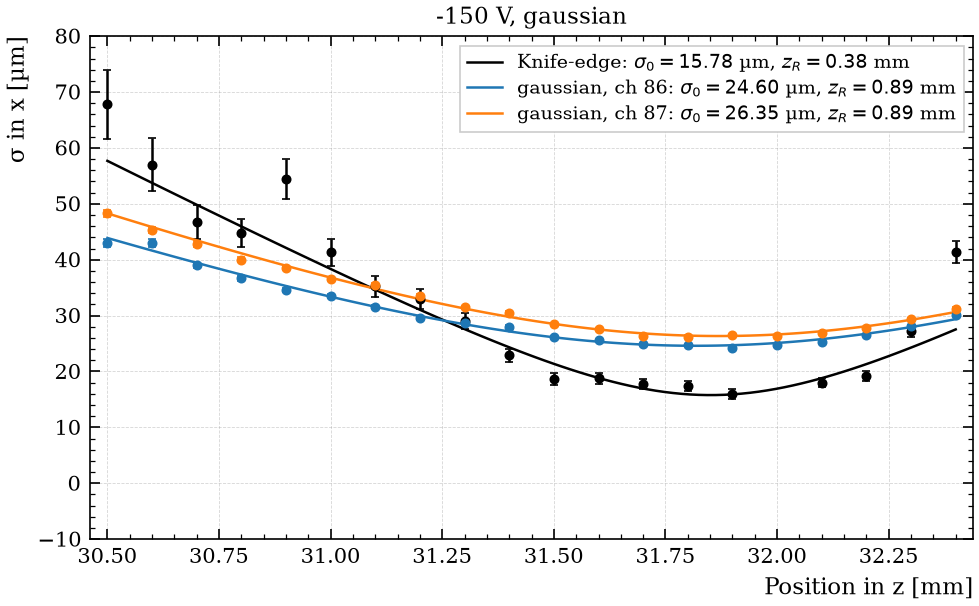 -150 V, gaussian
σ in x [µm]
80
70
60
50
40
30
20
10
0
−10
Knife-edge: σ₀ = 15.78 µm, z_R = 0.38 mm
gaussian, ch 86: σ₀ = 24.60 µm, z_R = 0.89 mm
gaussian, ch 87: σ₀ = 26.35 µm, z_R = 0.89 mm
30.50 30.75 31.00 31.25 31.50 31.75 32.00 32.25
Position in z [mm]